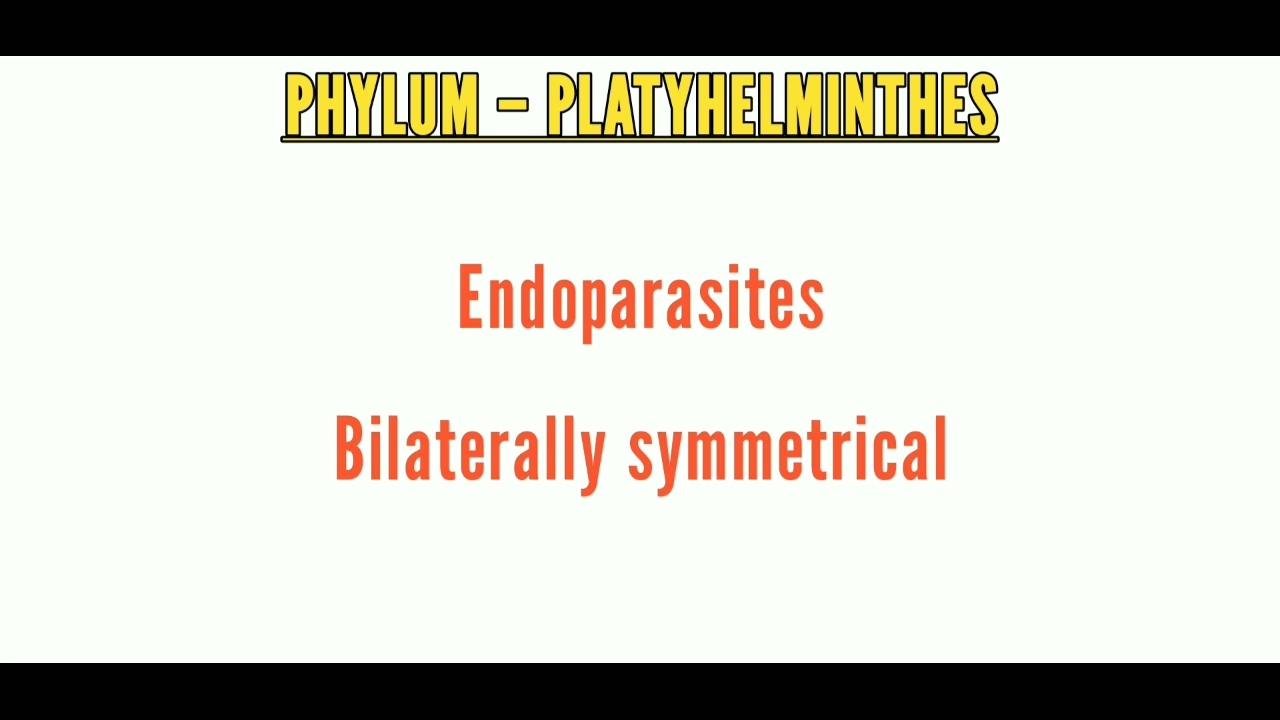 PHYLUM – PLATYHELMINTHES
Endoparasites
Bilaterally symmetrical